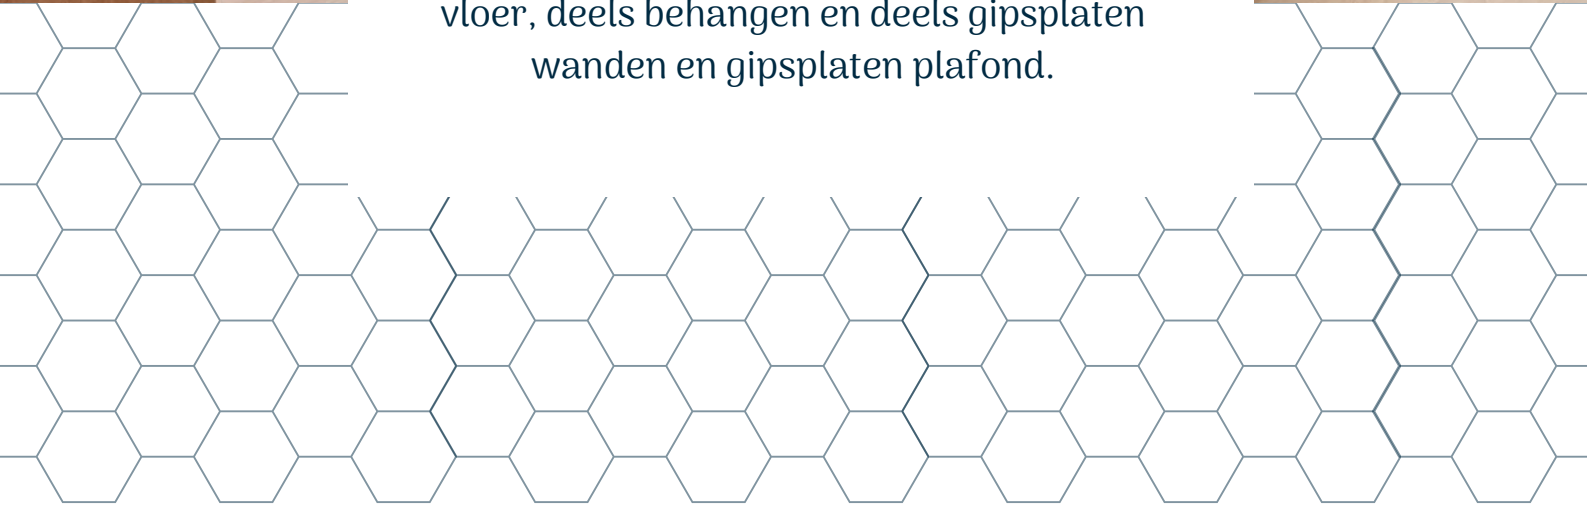 vloer, deels behangen en deels gipsplaten
wanden en gipsplaten plafond.